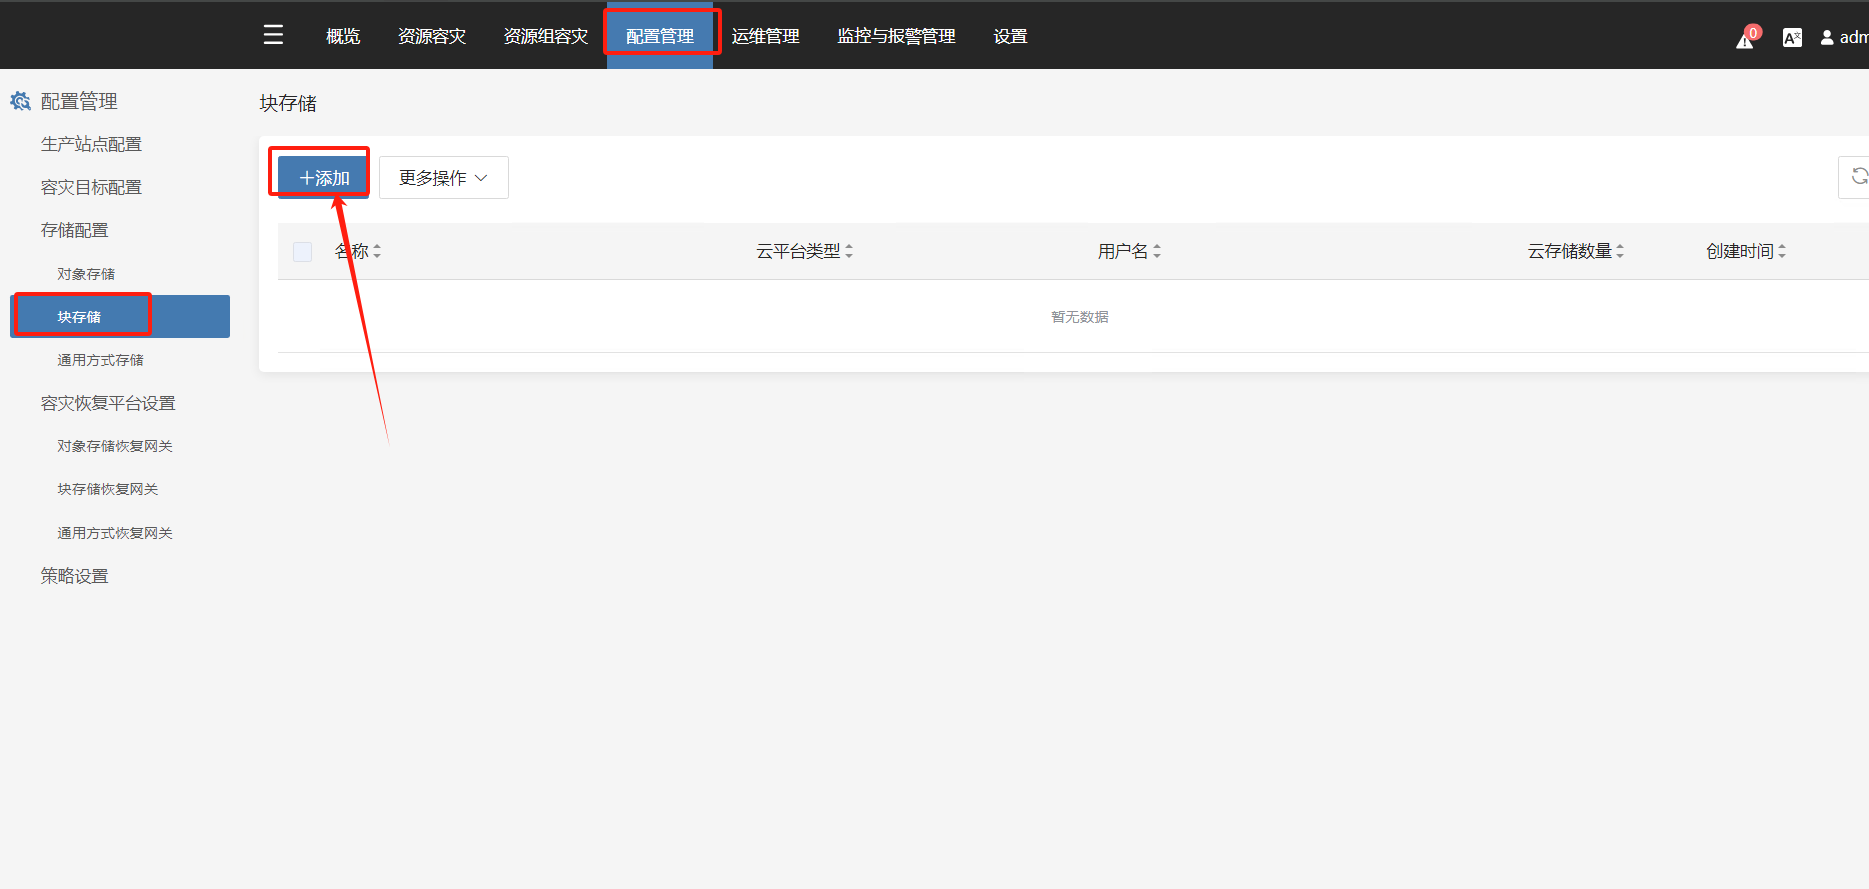 概览 资源容灾 资源组容灾 配置管理 运维管理 监控与报警管理 设置 0 A文 adm
配置管理
生产站点配置
容灾目标配置
存储配置
对象存储
块存储
通用方式存储
容灾恢复平台设置
对象存储恢复网关
块存储恢复网关
通用方式恢复网关
策略设置
块存储
+添加 更多操作
名称 云平台类型 用户名 云存储数量 创建时间
暂无数据